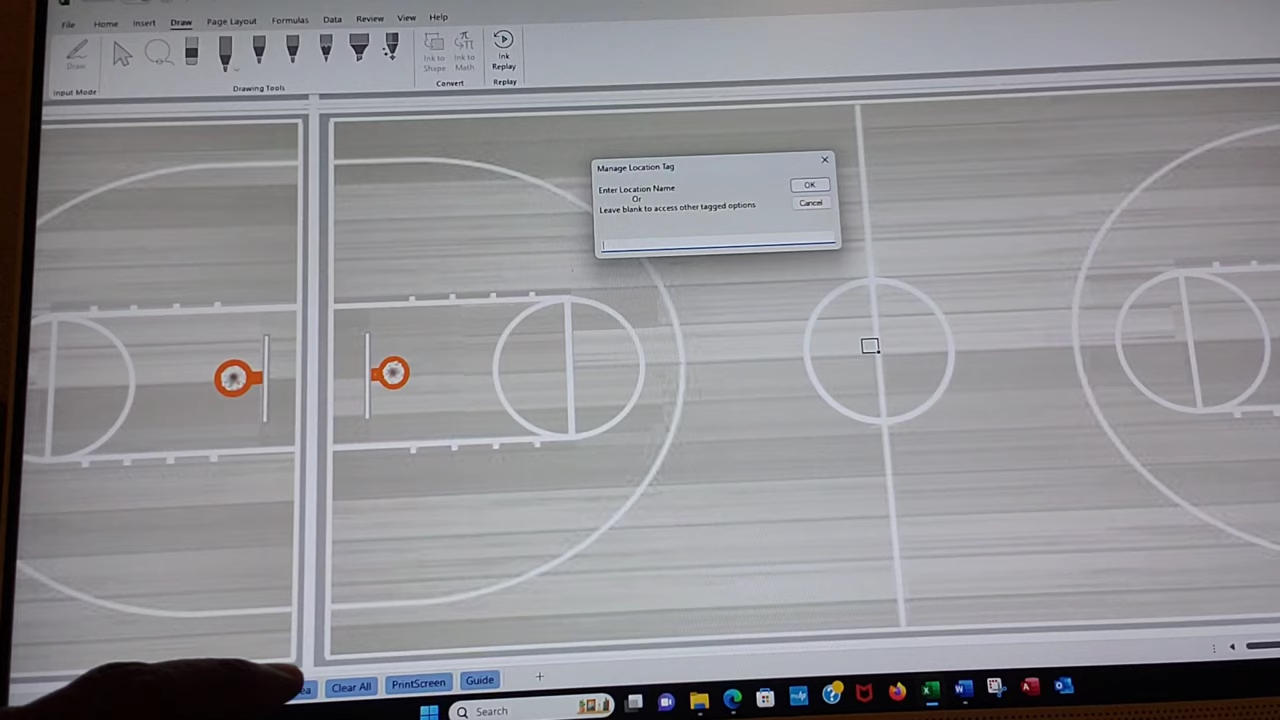 File Home Insert Draw Page Layout Formulas Data Review View Help
Draw
Ink to Shape
Ink to Math
Ink Replay
Input Mode
Drawing Tools
Convert
Replay
Manage Location Tag
Enter Location Name
Or
Leave blank to access other tagged options
OK
Cancel
Clear All
PrintScreen
Guide
Search